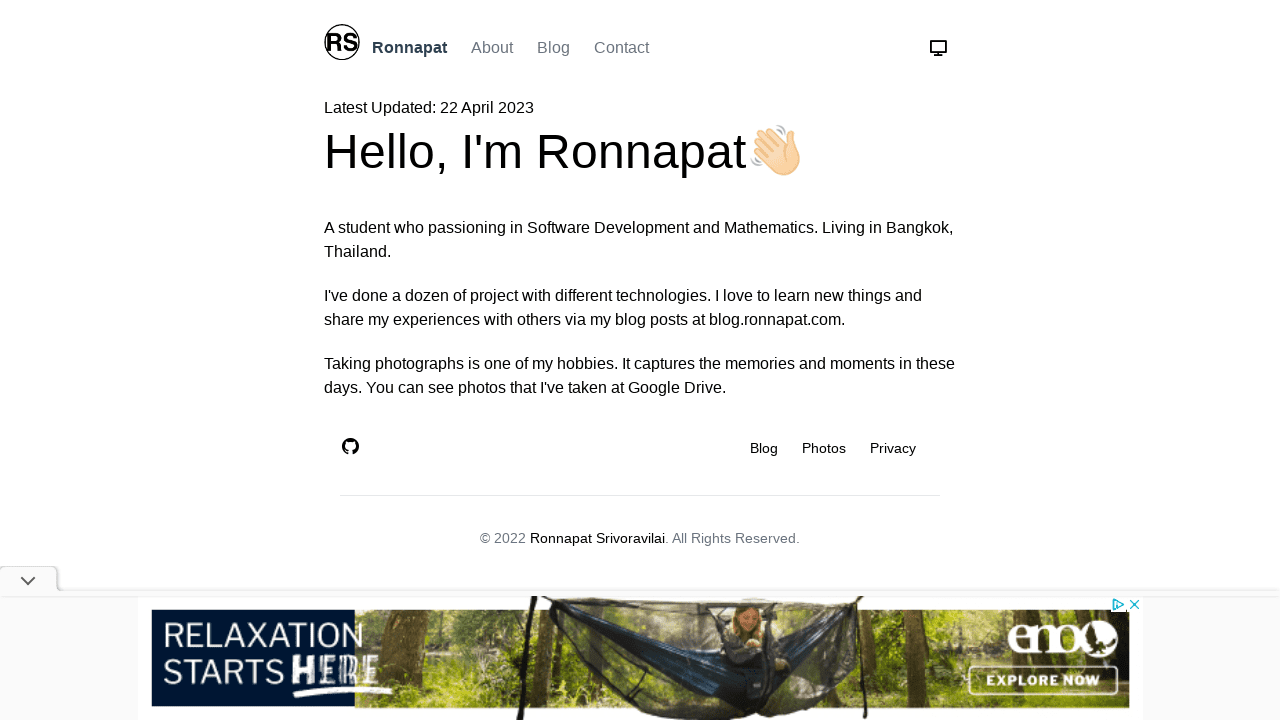 RS
Ronnapat About Blog Contact
Latest Updated: 22 April 2023
Hello, I'm Ronnapat👋🏻
A student who passioning in Software Development and Mathematics. Living in Bangkok,
Thailand.
I've done a dozen of project with different technologies. I love to learn new things and
share my experiences with others via my blog posts at blog.ronnapat.com.
Taking photographs is one of my hobbies. It captures the memories and moments in these
days. You can see photos that I've taken at Google Drive.
Blog Photos Privacy
© 2022 Ronnapat Srivoravilai. All Rights Reserved.
RELAXATION
STARTS HERE
eno
EXPLORE NOW